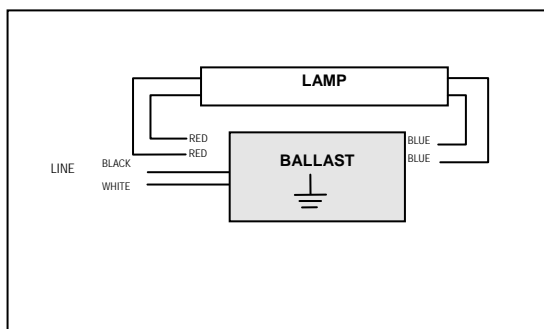 LAMP
RED
RED
BLUE
BLUE
LINE
BLACK
WHITE
BALLAST